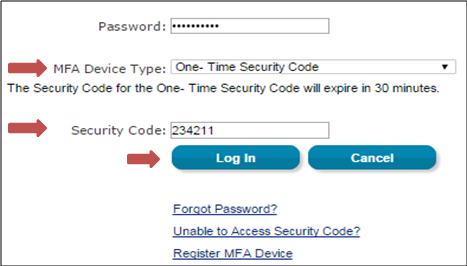 Password: ••••••••••
MFA Device Type: One- Time Security Code
The Security Code for the One- Time Security Code will expire in 30 minutes.
Security Code: 234211
Log In Cancel
Forgot Password?
Unable to Access Security Code?
Register MFA Device